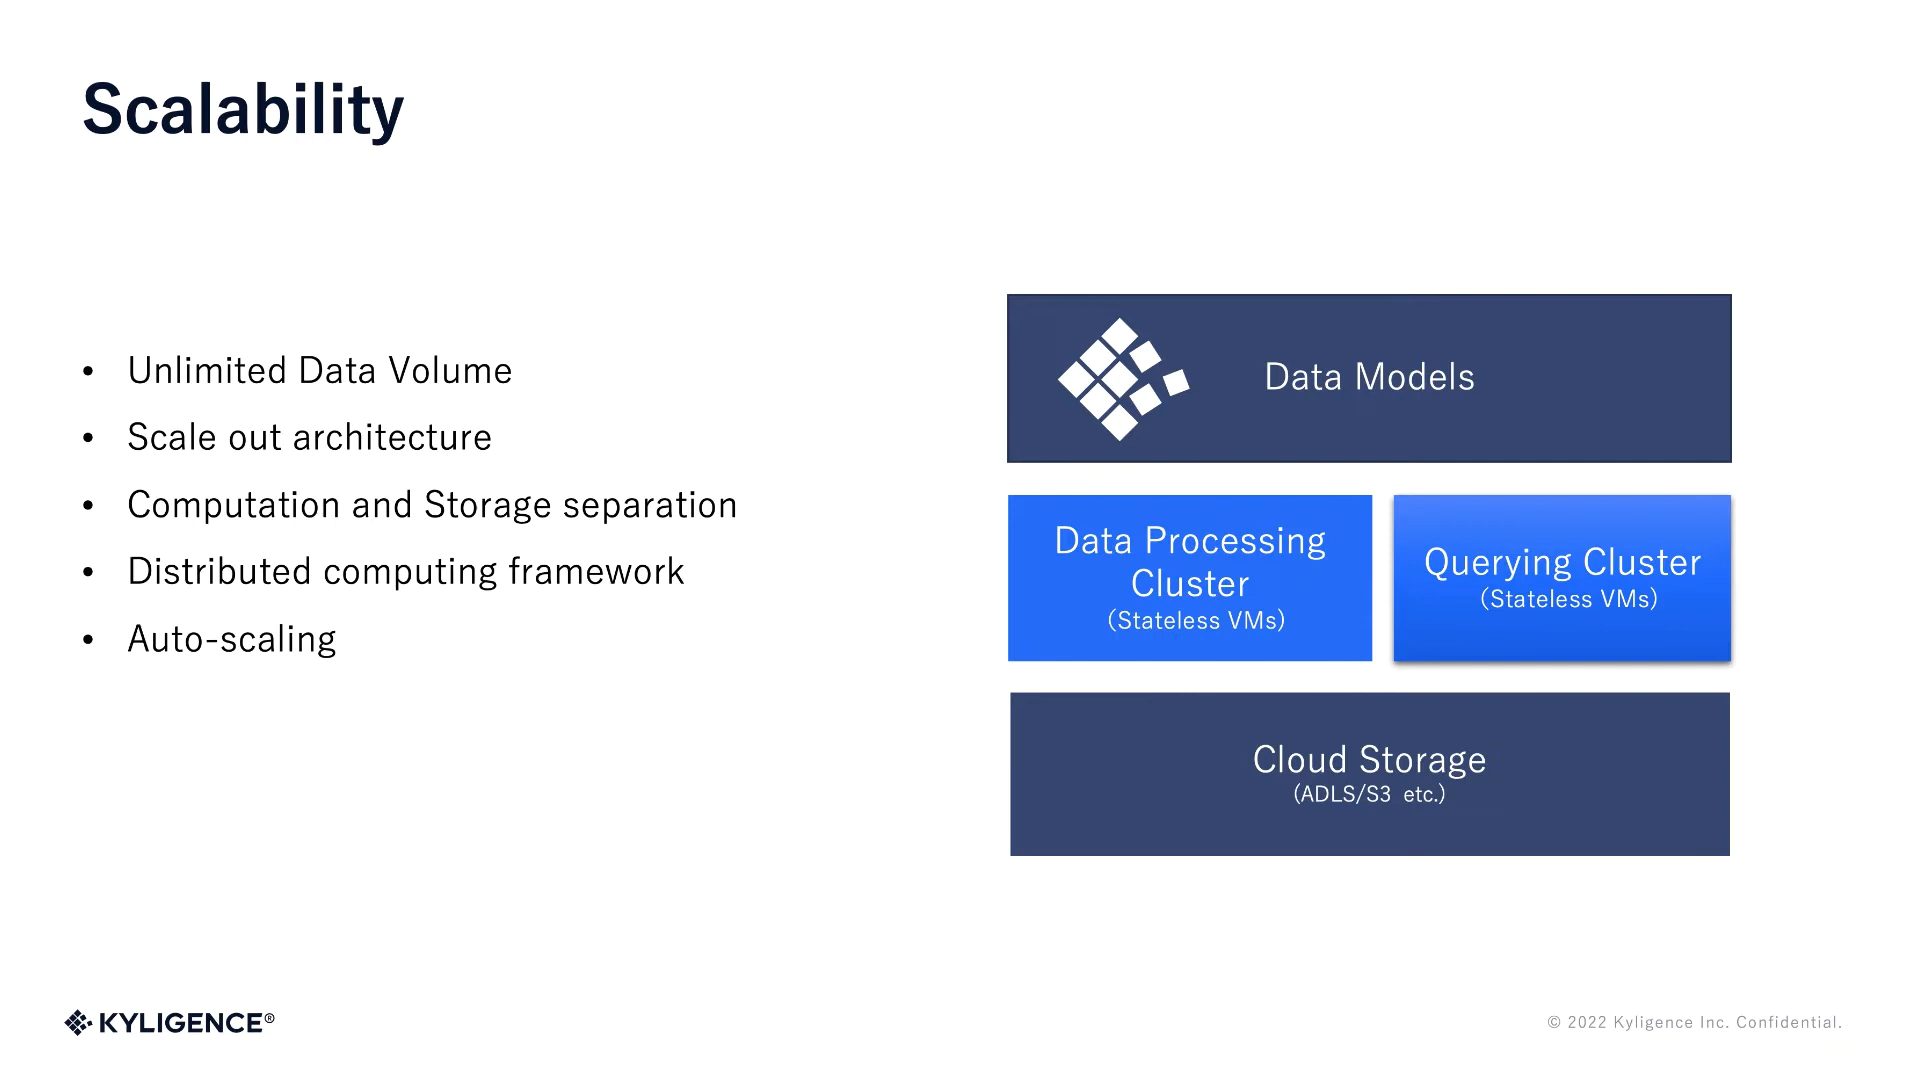 Scalability
• Unlimited Data Volume
• Scale out architecture
• Computation and Storage separation
• Distributed computing framework
• Auto-scaling
Data Models
Data Processing
Cluster
(Stateless VMs)
Querying Cluster
(Stateless VMs)
Cloud Storage
(ADLS/S3 etc.)
KYLIGENCE®
© 2022 Kyligence Inc. Confidential.